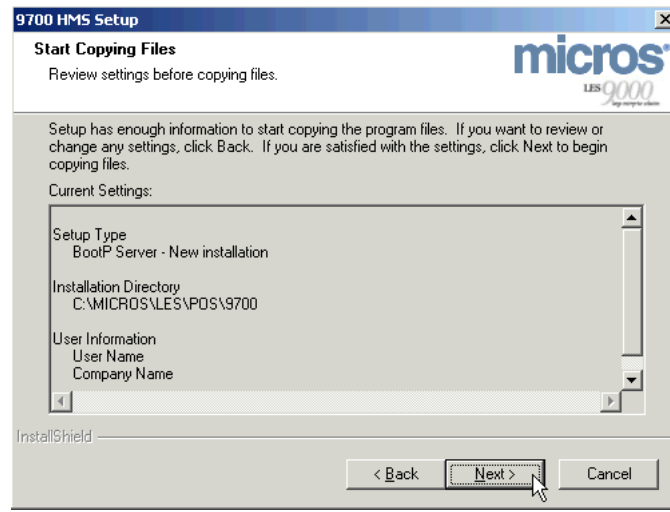 9700 HMS Setup
Start Copying Files
Review settings before copying files.
micros
LES 9000
Setup has enough information to start copying the program files. If you want to review or
change any settings, click Back. If you are satisfied with the settings, click Next to begin
copying files.
Current Settings:
Setup Type
BootP Server - New installation
Installation Directory
C:\MICROS\LES\POS\9700
User Information
User Name
Company Name
InstallShield
< Back
Next >
Cancel